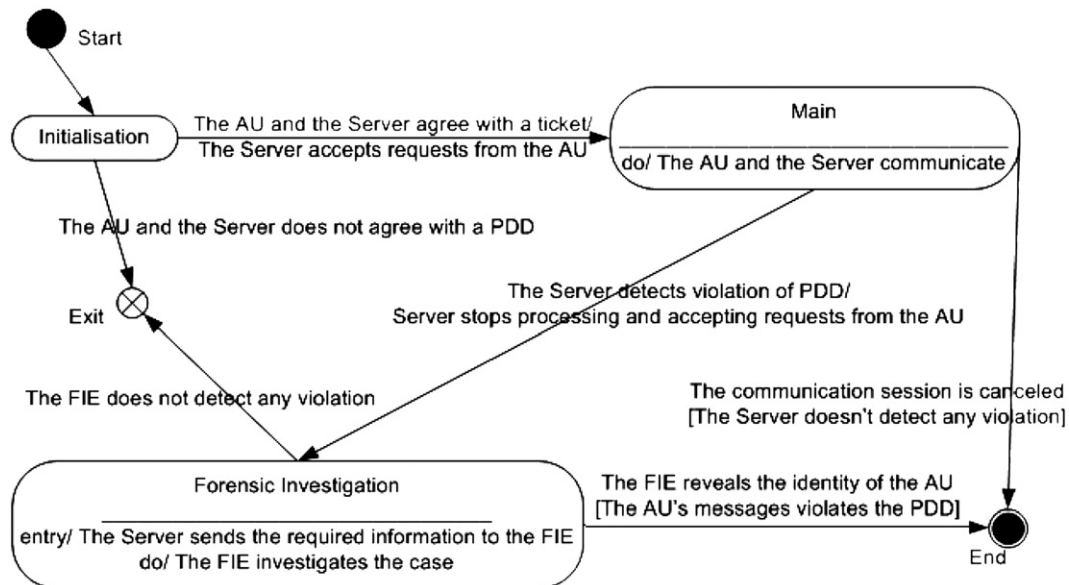 Start
Initialisation
The AU and the Server agree with a ticket/
The Server accepts requests from the AU
Main
do/ The AU and the Server communicate
The AU and the Server does not agree with a PDD
Exit
The Server detects violation of PDD/
Server stops processing and accepting requests from the AU
The FIE does not detect any violation
The communication session is canceled
[The Server doesn't detect any violation]
Forensic Investigation
entry/ The Server sends the required information to the FIE
do/ The FIE investigates the case
The FIE reveals the identity of the AU
[The AU's messages violates the PDD]
End